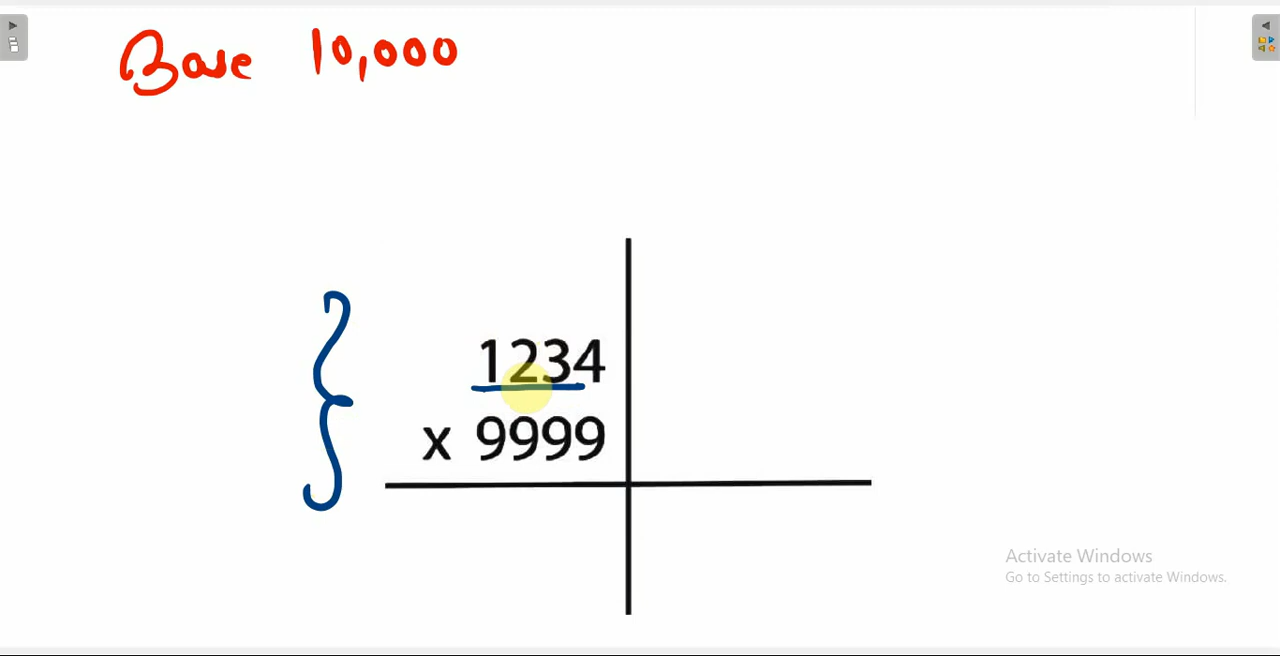 Base 10,000
1234
x 9999
Activate Windows
Go to Settings to activate Windows.